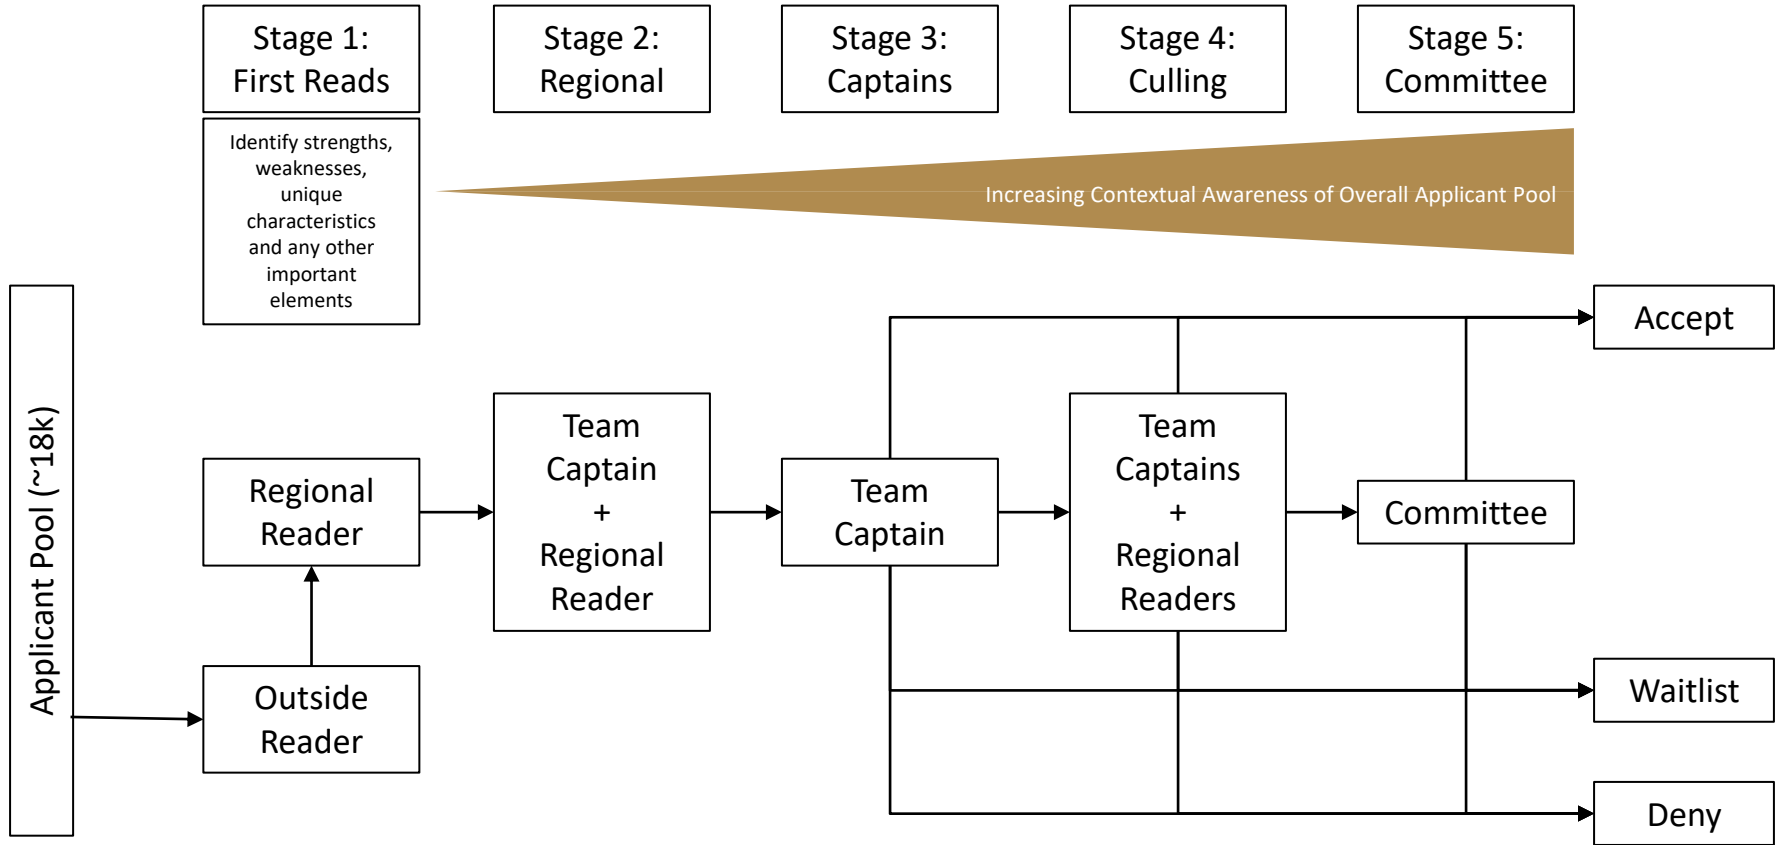 Stage 1:
First Reads
Stage 2:
Regional
Stage 3:
Captains
Stage 4:
Culling
Stage 5:
Committee
Identify strengths,
weaknesses,
unique
characteristics
and any other
important
elements
Increasing Contextual Awareness of Overall Applicant Pool
Applicant Pool (~18k)
Outside
Reader
Regional
Reader
Team
Captain
+
Regional
Reader
Team
Captain
Team
Captains
+
Regional
Readers
Committee
Accept
Waitlist
Deny